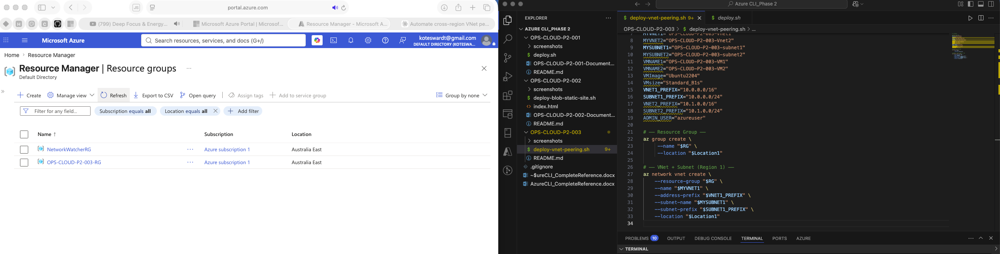 JS
portal.azure.com
H
C
(799) Deep Focus & Energy...
Microsoft Azure Portal | Microsof...
Resource Manager - Microsoft A...
Automate cross-region VNet pe...
Microsoft Azure
Search resources, services, and docs (G+/)
koteswardt@gmail.com
DEFAULT DIRECTORY (KOTESWA...
Home > Resource Manager
Resource Manager | Resource groups ...
Default Directory
Create
Manage view
Refresh
Export to CSV
Open query
Assign tags
Add to service group
Group by none
Filter for any field...
Subscription equals all
Location equals all
Add filter
Name ↑ Subscription Location
NetworkWatcherRG ... Azure subscription 1 Australia East
OPS-CLOUD-P2-003-RG ... Azure subscription 1 Australia East
Azure CLI_Phase 2
EXPLORER ...
AZURE CLI_PHASE 2
OPS-CLOUD-P2-001
screenshots
$ deploy.sh
OPS-CLOUD-P2-001-Document...
README.md
OPS-CLOUD-P2-002
screenshots
$ deploy-blob-static-site.sh
<> index.html
OPS-CLOUD-P2-002-Document...
README.md
OPS-CLOUD-P2-003
screenshots
$ deploy-vnet-peering.sh 9+
README.md
.gitignore
~$ureCLI_CompleteReference.docx
AzureCLI_CompleteReference.docx
$ deploy-vnet-peering.sh 9+
$ deploy.sh
OPS-CLOUD-P2-003 > $ deploy-vnet-peering.sh > ...
7 MYVNET1="OPS-CLOUD-P2-003-Vnet1"
8 MYVNET2="OPS-CLOUD-P2-003-Vnet2"
9 MYSUBNET1="OPS-CLOUD-P2-003-subnet1"
10 MYSUBNET2="OPS-CLOUD-P2-003-subnet2"
11 VMNAME1="OPS-CLOUD-P2-003-VM1"
12 VMNAME2="OPS-CLOUD-P2-003-VM2"
13 VMImage="Ubuntu2204"
14 VMsize="Standard_B1s"
15 VNET1_PREFIX="10.0.0.0/16"
16 SUBNET1_PREFIX="10.0.0.0/24"
17 VNET2_PREFIX="10.1.0.0/16"
18 SUBNET2_PREFIX="10.1.0.0/24"
19 ADMIN_USER="azureuser"
20
21 # —— Resource Group ——
22 az group create \
23 --name "$RG" \
24 --location "$Location1"
25
26 # —— VNet + Subnet (Region 1) ——
27 az network vnet create \
28 --resource-group "$RG" \
29 --name "$MYVNET1" \
30 --address-prefix "$VNET1_PREFIX" \
31 --subnet-name "$MYSUBNET1" \
32 --subnet-prefix "$SUBNET1_PREFIX" \
33 --location "$Location1"
34
PROBLEMS 10 OUTPUT DEBUG CONSOLE TERMINAL PORTS AZURE
TERMINAL